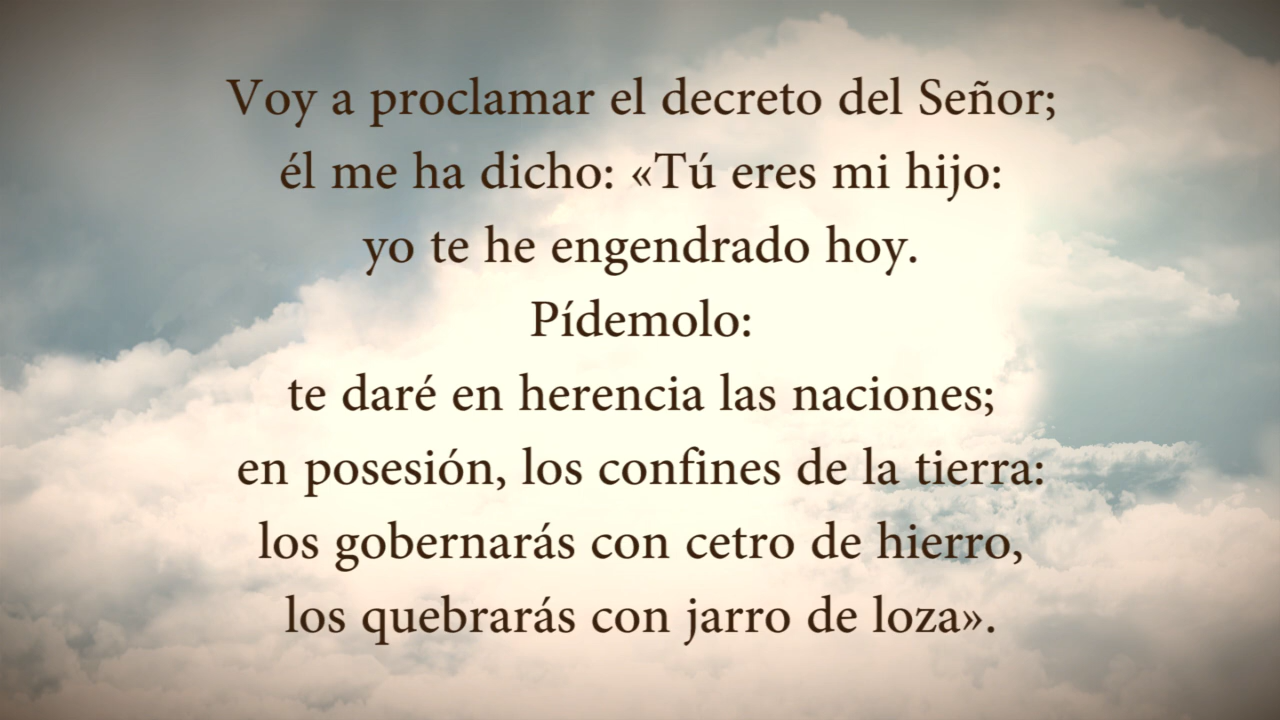 Voy a proclamar el decreto del Señor;
él me ha dicho: «Tú eres mi hijo:
yo te he engendrado hoy.
Pídemolo:
te daré en herencia las naciones;
en posesión, los confines de la tierra:
los gobernarás con cetro de hierro,
los quebrarás con jarro de loza».